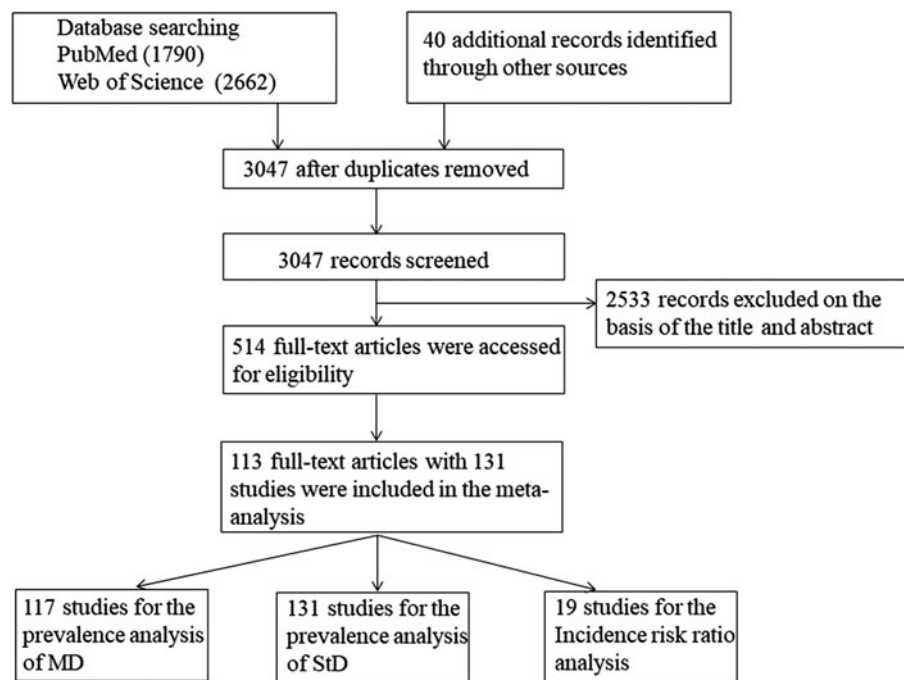 Database searching
PubMed (1790)
Web of Science (2662)
40 additional records identified
through other sources
3047 after duplicates removed
3047 records screened
2533 records excluded on the
basis of the title and abstract
514 full-text articles were accessed
for eligibility
113 full-text articles with 131
studies were included in the meta-
analysis
117 studies for the
prevalence analysis
of MD
131 studies for the
prevalence analysis
of StD
19 studies for the
Incidence risk ratio
analysis